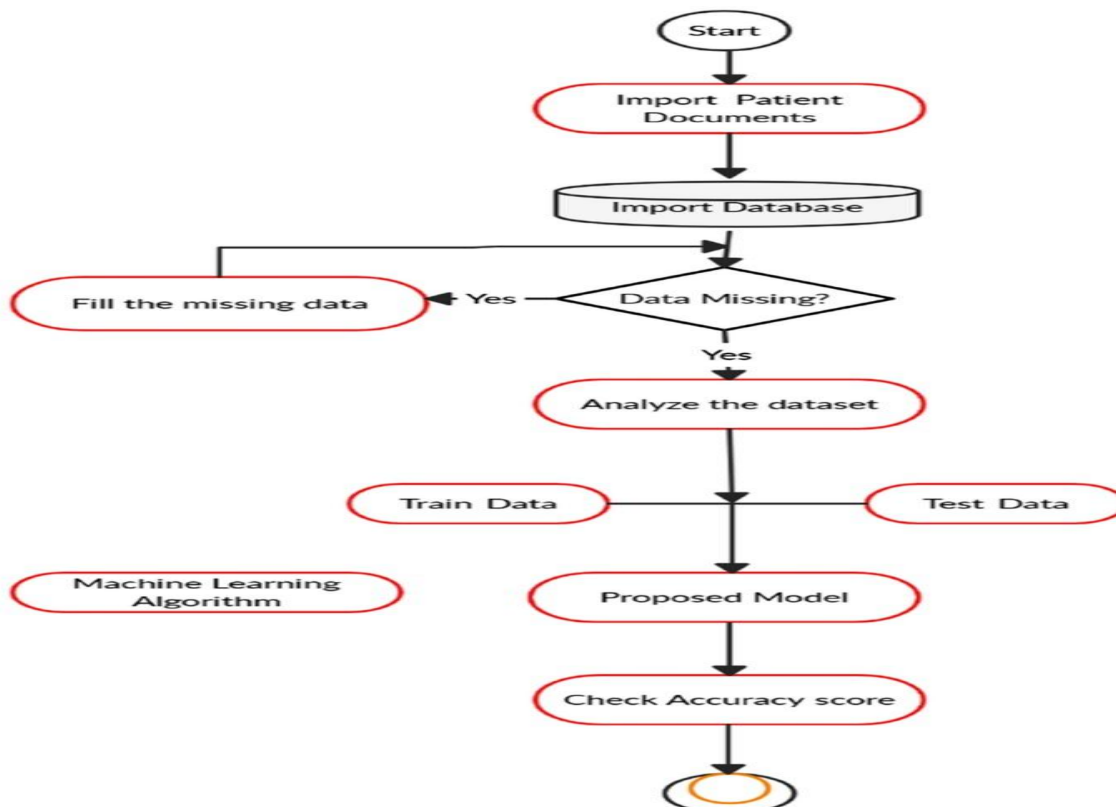 Start
Import Patient
Documents
Import Database
Fill the missing data
Yes
Data Missing?
Yes
Analyze the dataset
Train Data
Test Data
Machine Learning
Algorithm
Proposed Model
Check Accuracy score